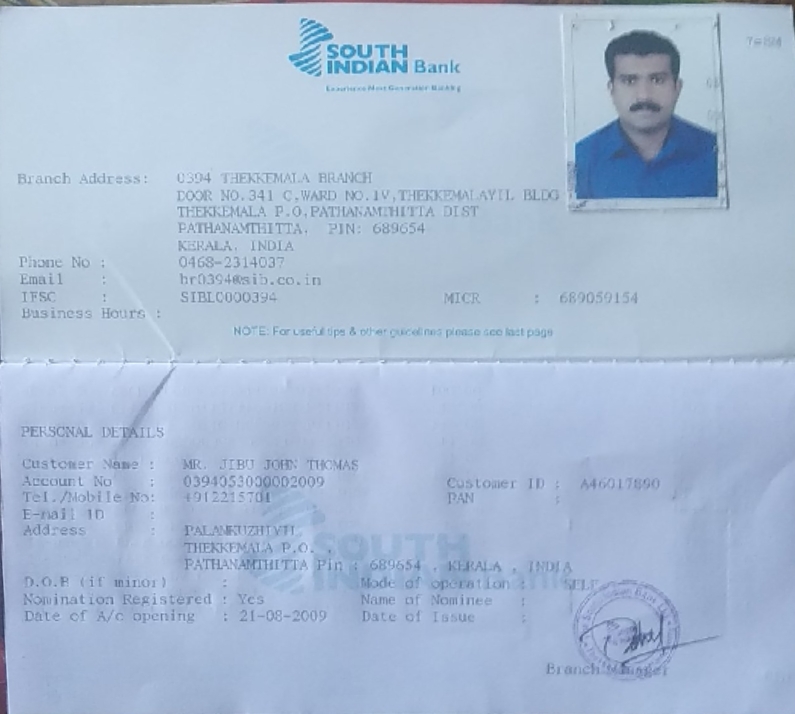 SOUTH
INDIAN Bank
Experience Next Generation Banking
Branch Address: 0394 THEKKEMALA BRANCH
DOOR NO.341 C,WARD NO.IV,THEKKEMALAYIL BLDG
THEKKEMALA P.O,PATHANAMTHITTA DIST
PATHANAMTHITTA, PIN: 689654
KERALA, INDIA
Phone No : 0468-2314037
Email : br0394@sib.co.in
IFSC : SIBL0000394 MICR : 689059154
Business Hours :
NOTE: For useful tips & other guidelines please see last page
PERSONAL DETAILS
Customer Name : MR. JIBU JOHN THOMAS
Account No : 0394053000002009 Customer ID : A46017890
Tel./Mobile No: 4912215701 PAN :
E-mail ID :
Address : PALAMKUZHIYIL
THEKKEMALA P.O.
PATHANAMTHITTA Pin : 689654 , KERALA , INDIA
D.O.B (if minor) : Mode of operation : SELF
Nomination Registered : Yes Name of Nominee :
Date of A/c opening : 21-08-2009 Date of Issue :
Branch Manager
SOUTH